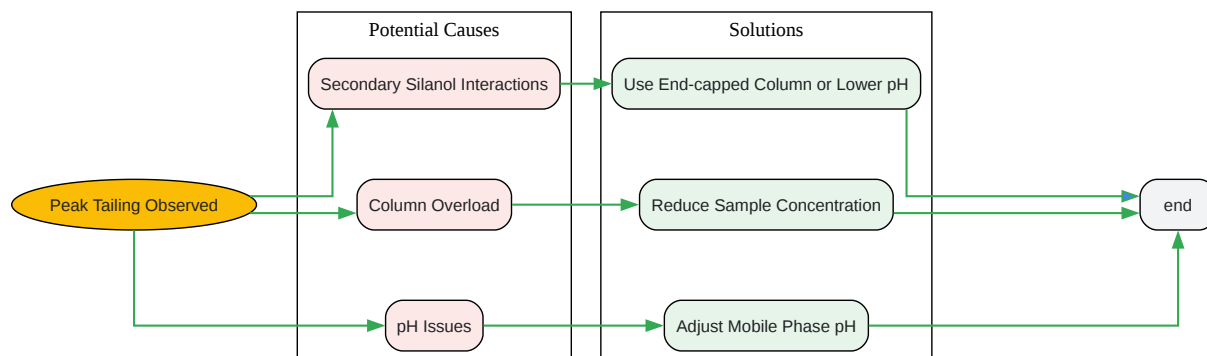 Potential Causes
Solutions
Secondary Silanol Interactions
Use End-capped Column or Lower pH
Peak Tailing Observed
Column Overload
Reduce Sample Concentration
end
pH Issues
Adjust Mobile Phase pH